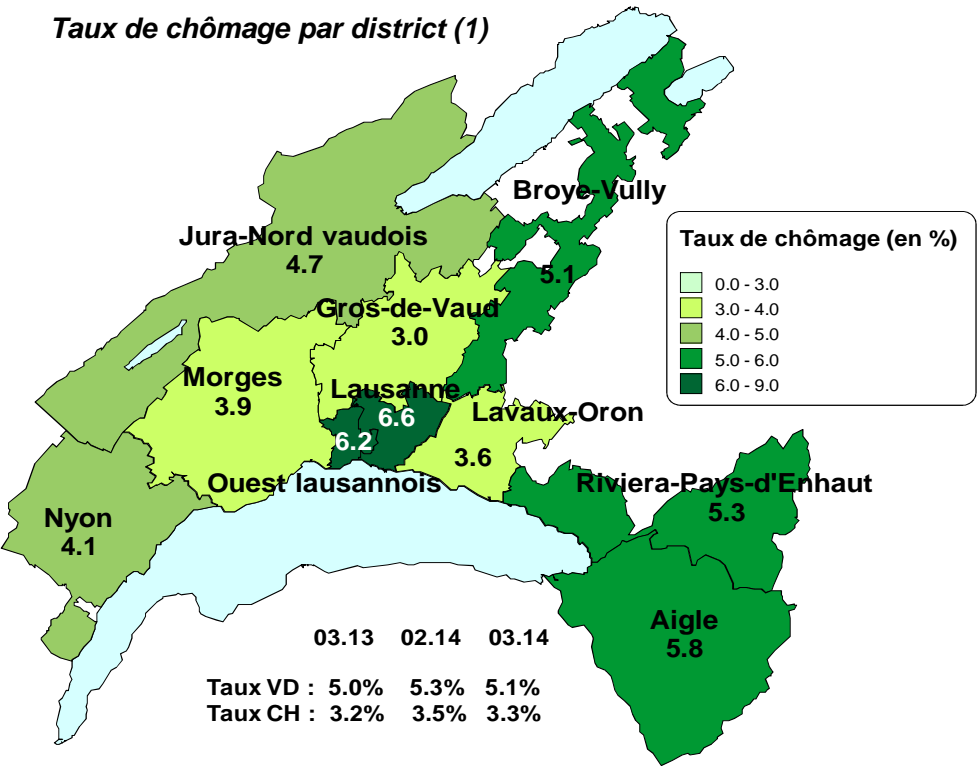 Taux de chômage par district (1)
Broye-Vully
5.1
Jura-Nord vaudois
4.7
Taux de chômage (en %)
0.0 - 3.0
3.0 - 4.0
4.0 - 5.0
5.0 - 6.0
6.0 - 9.0
Gros-de-Vaud
3.0
Morges
3.9
Lausanne
6.6
6.2
Lavaux-Oron
3.6
Ouest lausannois
Riviera-Pays-d'Enhaut
5.3
Nyon
4.1
Aigle
5.8
03.13 02.14 03.14
Taux VD : 5.0% 5.3% 5.1%
Taux CH : 3.2% 3.5% 3.3%